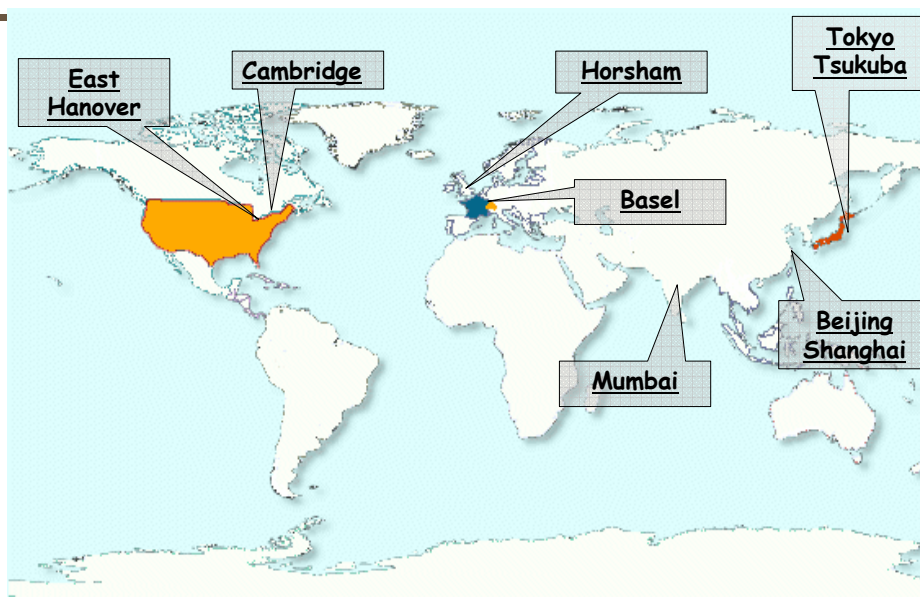 East
Hanover
Cambridge
Horsham
Tokyo
Tsukuba
Basel
Beijing
Shanghai
Mumbai